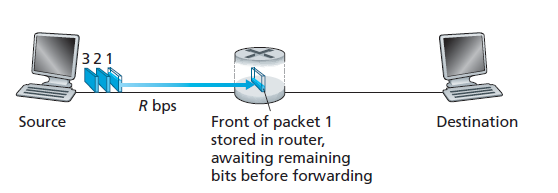 3 2 1
R bps
Source
Front of packet 1
stored in router,
awaiting remaining
bits before forwarding
Destination